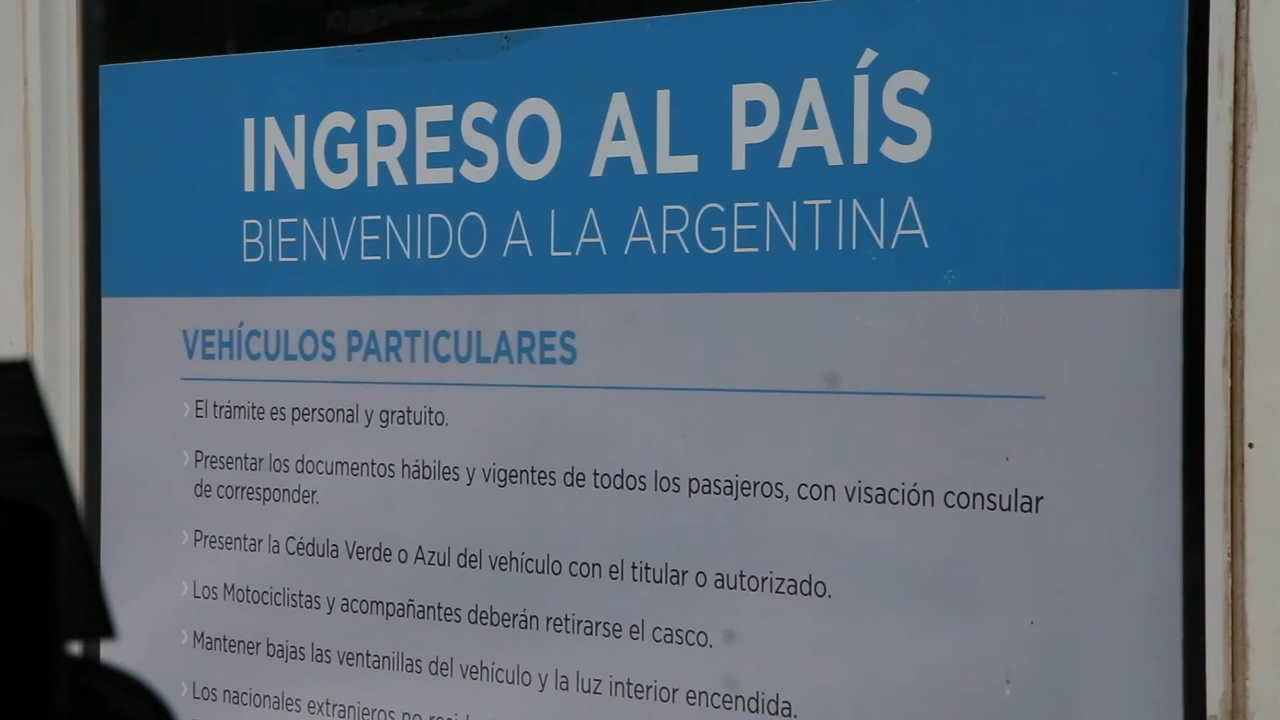 INGRESO AL PAÍS
BIENVENIDO A LA ARGENTINA
VEHÍCULOS PARTICULARES
› El trámite es personal y gratuito.
› Presentar los documentos hábiles y vigentes de todos los pasajeros, con visación consular
de corresponder.
› Presentar la Cédula Verde o Azul del vehículo con el titular o autorizado.
› Los Motociclistas y acompañantes deberán retirarse el casco.
› Mantener bajas las ventanillas del vehículo y la luz interior encendida.
› Los nacionales extranjeros no